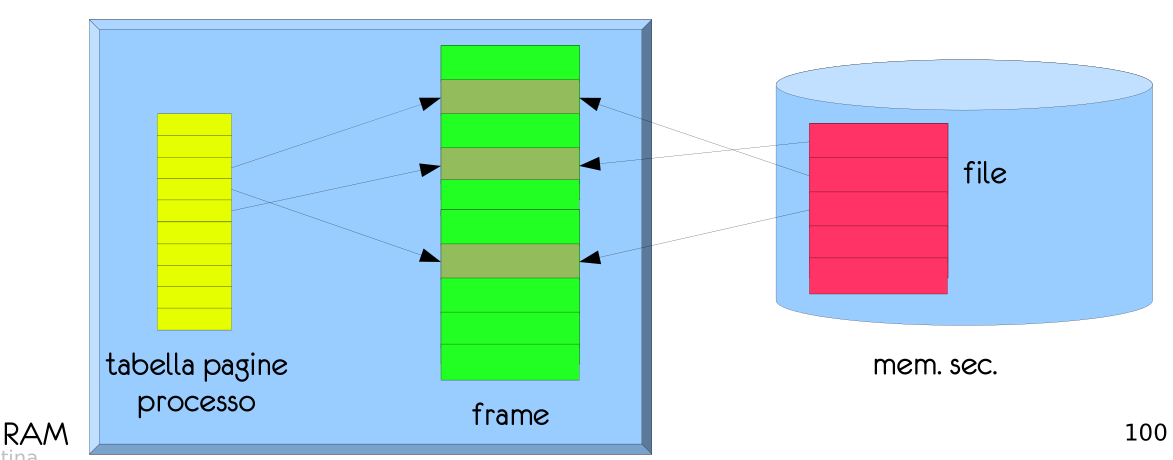 file
tabella pagine
processo
frame
mem. sec.
RAM
100